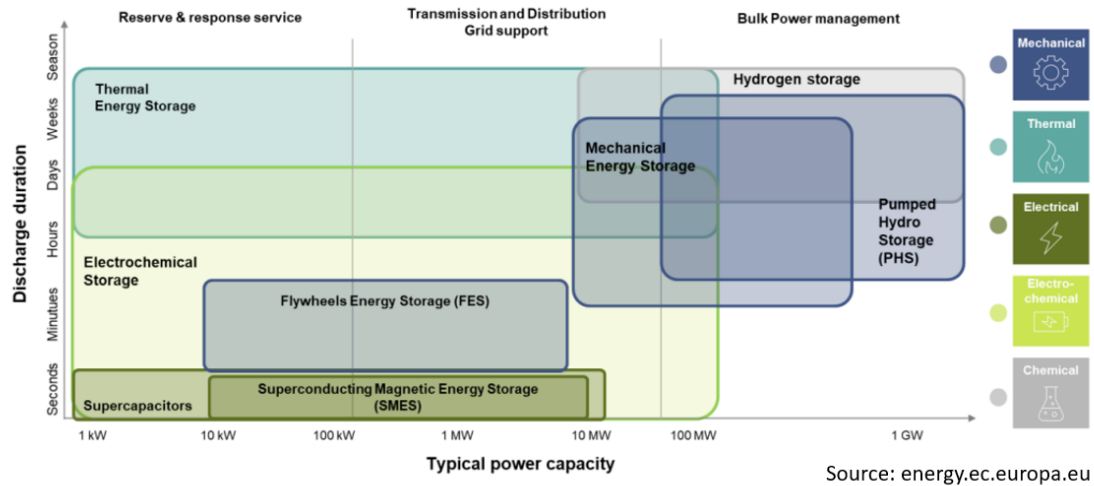 Reserve & response service
Transmission and Distribution
Grid support
Bulk Power management
Discharge duration
Season
Weeks
Days
Hours
Minutues
Seconds
Thermal
Energy Storage
Hydrogen storage
Mechanical
Energy Storage
Pumped
Hydro
Storage
(PHS)
Electrochemical
Storage
Flywheels Energy Storage (FES)
Superconducting Magnetic Energy Storage
(SMES)
Supercapacitors
1 kW
10 kW
100 kW
1 MW
10 MW
100 MW
1 GW
Typical power capacity
Mechanical
Thermal
Electrical
Electro-
chemical
Chemical
Source: energy.ec.europa.eu